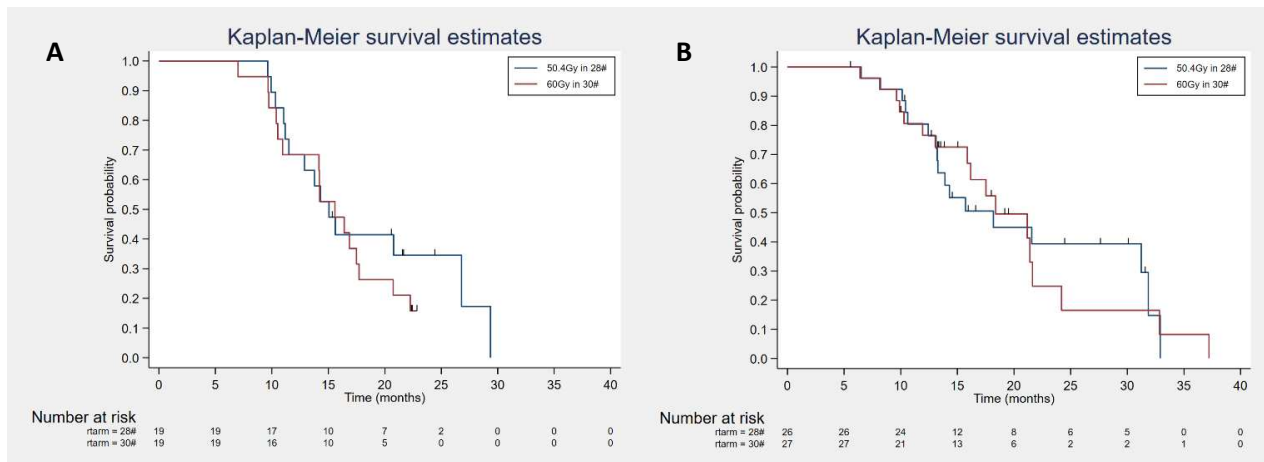 A
Kaplan-Meier survival estimates
50.4Gy in 28#
60Gy in 30#
Survival probability
1.0
0.9
0.8
0.7
0.6
0.5
0.4
0.3
0.2
0.1
0.0
0 5 10 15 20 25 30 35 40
Time (months)
Number at risk
rtarm = 28# 19 19 17 10 7 2 0 0 0
rtarm = 30# 19 19 16 10 5 0 0 0 0
B
Kaplan-Meier survival estimates
50.4Gy in 28#
60Gy in 30#
Survival probability
1.0
0.9
0.8
0.7
0.6
0.5
0.4
0.3
0.2
0.1
0.0
0 5 10 15 20 25 30 35 40
Time (months)
Number at risk
rtarm = 28# 26 26 24 12 8 6 5 0 0
rtarm = 30# 27 27 21 13 6 2 2 1 0